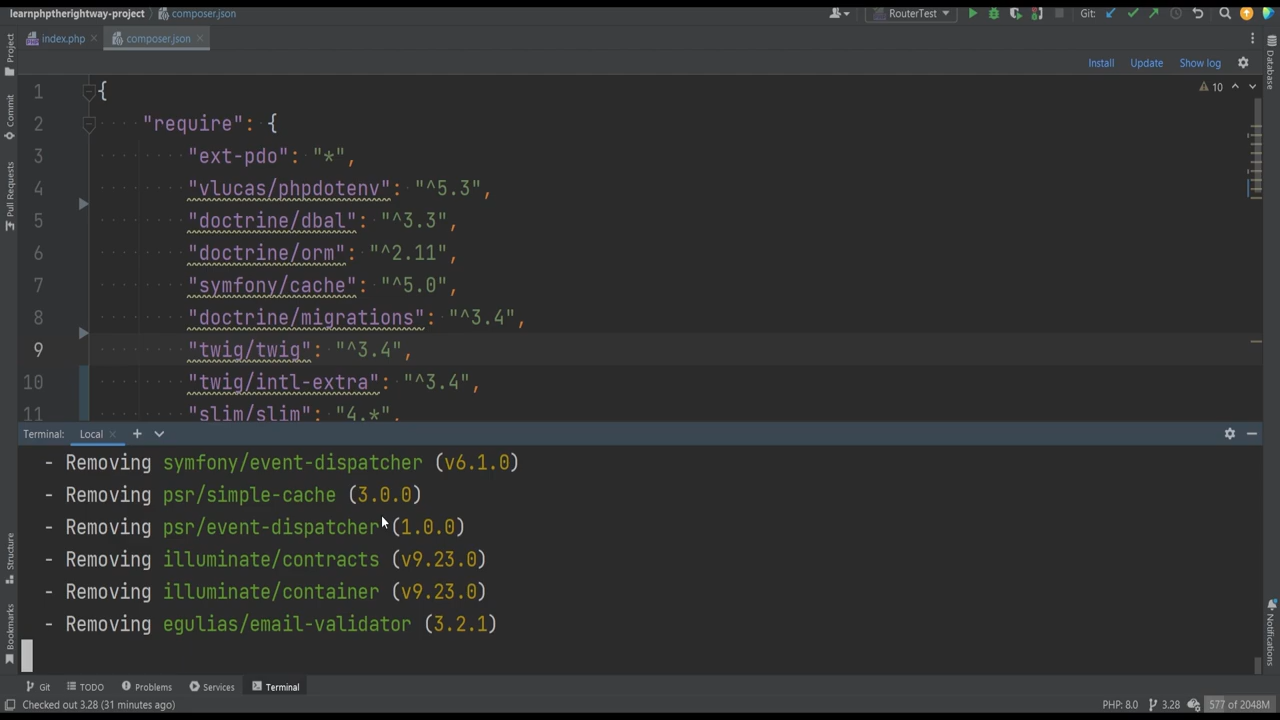 learnphptherightway-project composer.json RouterTest Git:
index.php composer.json
Install Update Show log
10
1 {
2 "require": {
3 "ext-pdo": "*",
4 "vlucas/phpdotenv": "^5.3",
5 "doctrine/dbal": "^3.3",
6 "doctrine/orm": "^2.11",
7 "symfony/cache": "^5.0",
8 "doctrine/migrations": "^3.4",
9 "twig/twig": "^3.4",
10 "twig/intl-extra": "^3.4",
11 "slim/slim": "4.*",
Project
Commit
Pull Requests
Structure
Bookmarks
Database
Notifications
Terminal: Local
- Removing symfony/event-dispatcher (v6.1.0)
- Removing psr/simple-cache (3.0.0)
- Removing psr/event-dispatcher (1.0.0)
- Removing illuminate/contracts (v9.23.0)
- Removing illuminate/container (v9.23.0)
- Removing egulias/email-validator (3.2.1)
Git TODO Problems Services Terminal
Checked out 3.28 (31 minutes ago) PHP: 8.0 3.28 577 of 2048M